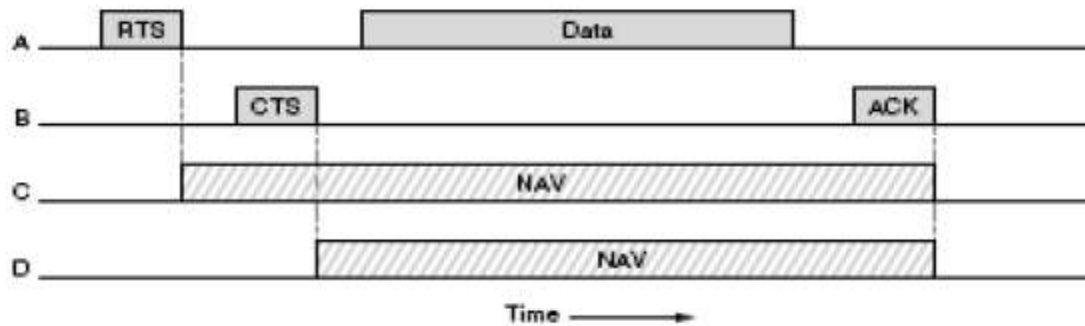 A RTS Data
B CTS ACK
C NAV
D NAV
Time